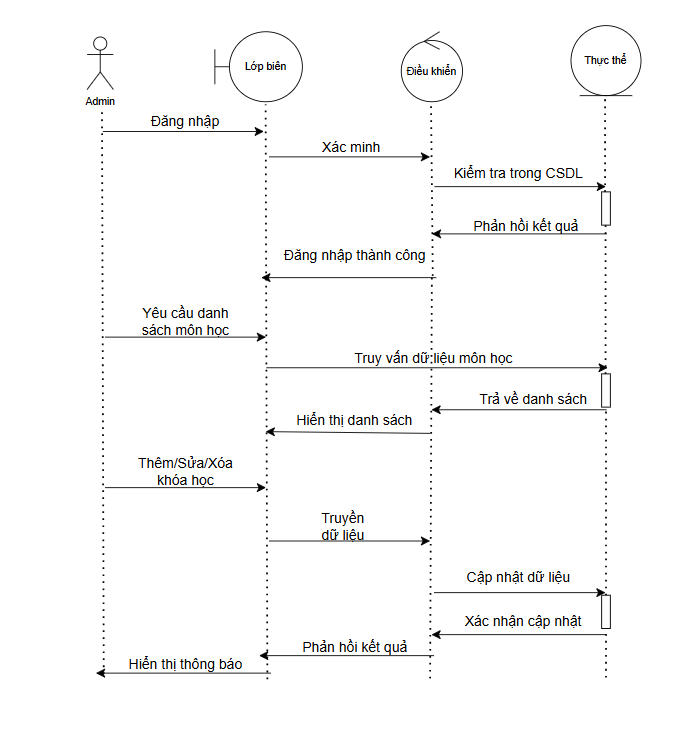 Lớp biên
Điều khiển
Thực thể
Admin
Đăng nhập
Xác minh
Kiểm tra trong CSDL
Phản hồi kết quả
Đăng nhập thành công
Yêu cầu danh
sách môn học
Truy vấn dữ liệu môn học
Trả về danh sách
Hiển thị danh sách
Thêm/Sửa/Xóa
khóa học
Truyền
dữ liệu
Cập nhật dữ liệu
Xác nhận cập nhật
Phản hồi kết quả
Hiển thị thông báo